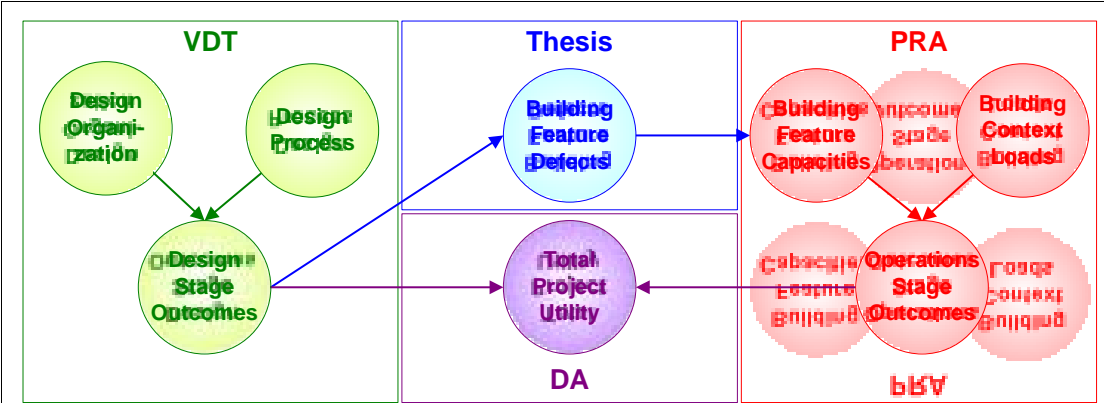 VDT
Thesis
PRA
Design
Organi-
zation
Design
Process
Building
Feature
Defects
Building
Feature
Capacities
Building
Context
Loads
Design
Stage
Outcomes
Total
Project
Utility
Operations
Stage
Outcomes
DA
PRA